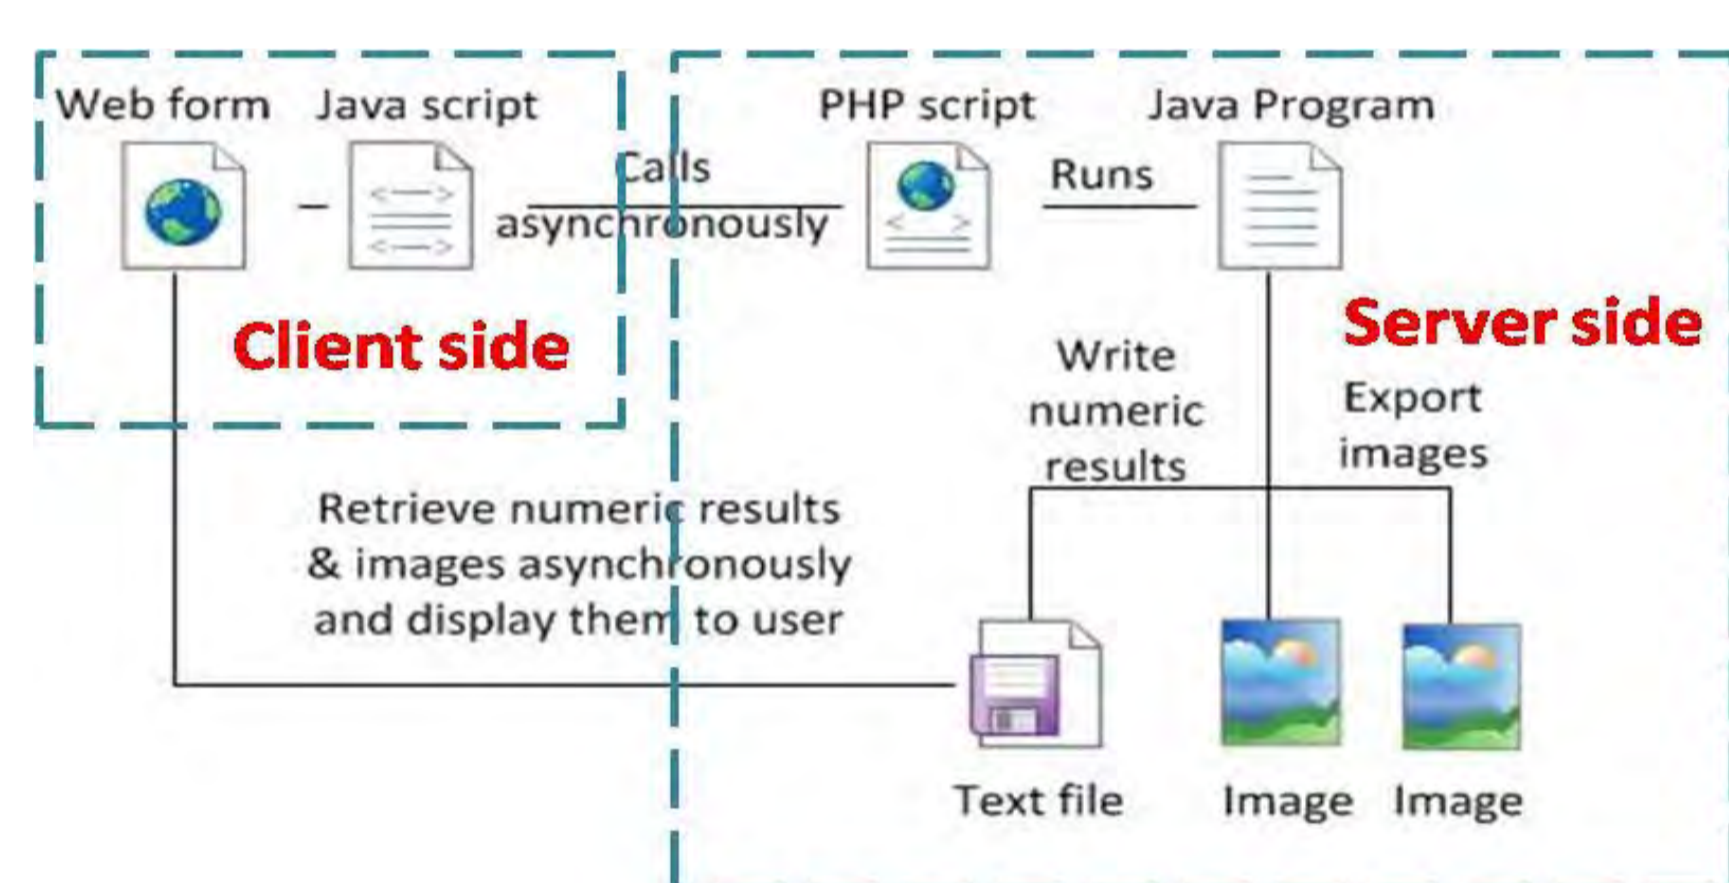 Web form
Java script
PHP script
Java Program
Calls
asynchronously
Runs
Client side
Server side
Write
numeric
results
Export
images
Retrieve numeric results
& images asynchronously
and display them to user
Text file
Image
Image